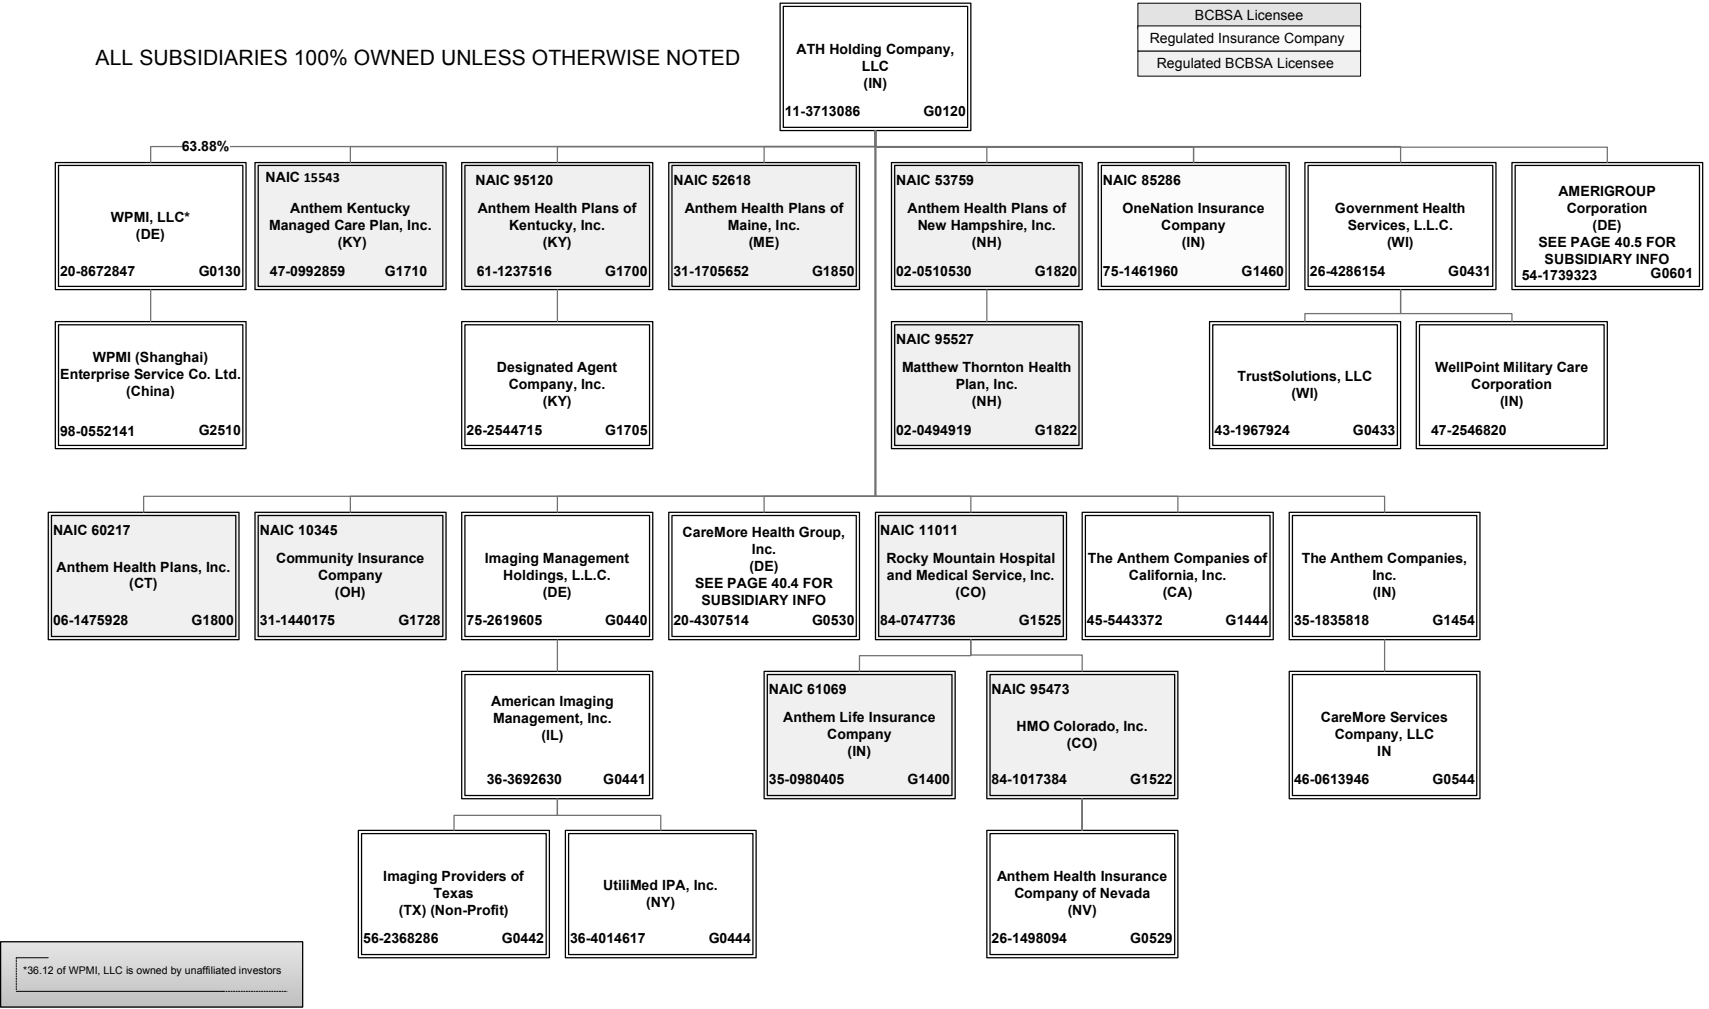 ALL SUBSIDIARIES 100% OWNED UNLESS OTHERWISE NOTED
ATH Holding Company,
LLC
(IN)
11-3713086 G0120
BCBSA Licensee
Regulated Insurance Company
Regulated BCBSA Licensee
63.88%
WPMI, LLC*
(DE)
20-8672847 G0130
NAIC 15543
Anthem Kentucky
Managed Care Plan, Inc.
(KY)
47-0992859 G1710
NAIC 95120
Anthem Health Plans of
Kentucky, Inc.
(KY)
61-1237516 G1700
NAIC 52618
Anthem Health Plans of
Maine, Inc.
(ME)
31-1705652 G1850
NAIC 53759
Anthem Health Plans of
New Hampshire, Inc.
(NH)
02-0510530 G1820
NAIC 85286
OneNation Insurance
Company
(IN)
75-1461960 G1460
Government Health
Services, L.L.C.
(WI)
26-4286154 G0431
AMERIGROUP
Corporation
(DE)
SEE PAGE 40.5 FOR
SUBSIDIARY INFO
54-1739323 G0601
WPMI (Shanghai)
Enterprise Service Co. Ltd.
(China)
98-0552141 G2510
Designated Agent
Company, Inc.
(KY)
26-2544715 G1705
NAIC 95527
Matthew Thornton Health
Plan, Inc.
(NH)
02-0494919 G1822
TrustSolutions, LLC
(WI)
43-1967924 G0433
WellPoint Military Care
Corporation
(IN)
47-2546820
NAIC 60217
Anthem Health Plans, Inc.
(CT)
06-1475928 G1800
NAIC 10345
Community Insurance
Company
(OH)
31-1440175 G1728
Imaging Management
Holdings, L.L.C.
(DE)
75-2619605 G0440
CareMore Health Group,
Inc.
(DE)
SEE PAGE 40.4 FOR
SUBSIDIARY INFO
20-4307514 G0530
NAIC 11011
Rocky Mountain Hospital
and Medical Service, Inc.
(CO)
84-0747736 G1525
The Anthem Companies of
California, Inc.
(CA)
45-5443372 G1444
The Anthem Companies,
Inc.
(IN)
35-1835818 G1454
American Imaging
Management, Inc.
(IL)
36-3692630 G0441
NAIC 61069
Anthem Life Insurance
Company
(IN)
35-0980405 G1400
NAIC 95473
HMO Colorado, Inc.
(CO)
84-1017384 G1522
CareMore Services
Company, LLC
IN
46-0613946 G0544
Imaging Providers of
Texas
(TX) (Non-Profit)
56-2368286 G0442
UtiliMed IPA, Inc.
(NY)
36-4014617 G0444
Anthem Health Insurance
Company of Nevada
(NV)
26-1498094 G0529
*36.12 of WPMI, LLC is owned by unaffiliated investors